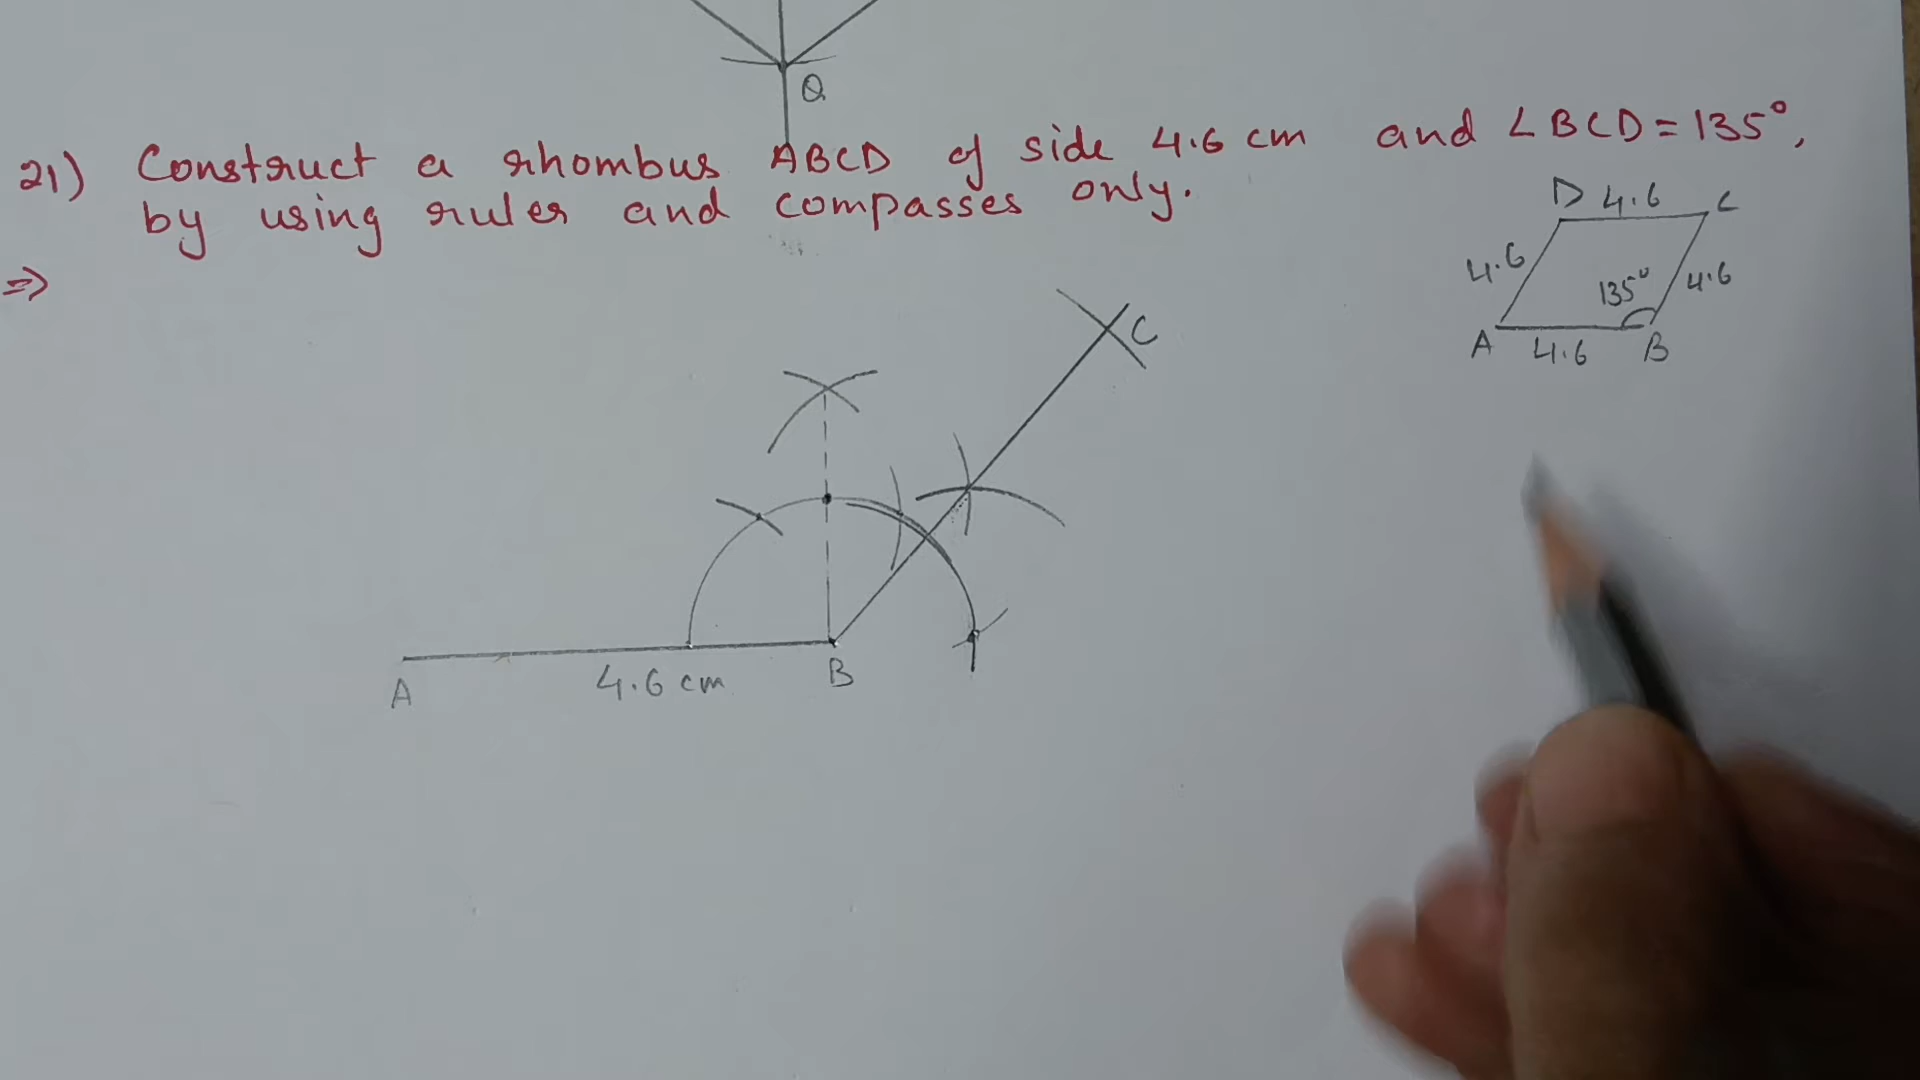 Q
21) Construct a rhombus ABCD of side 4.6 cm and ∠BCD = 135°,
by using ruler and compasses only.
⇒
D 4.6 C
4.6 135° 4.6
A 4.6 B
C
A 4.6 cm B